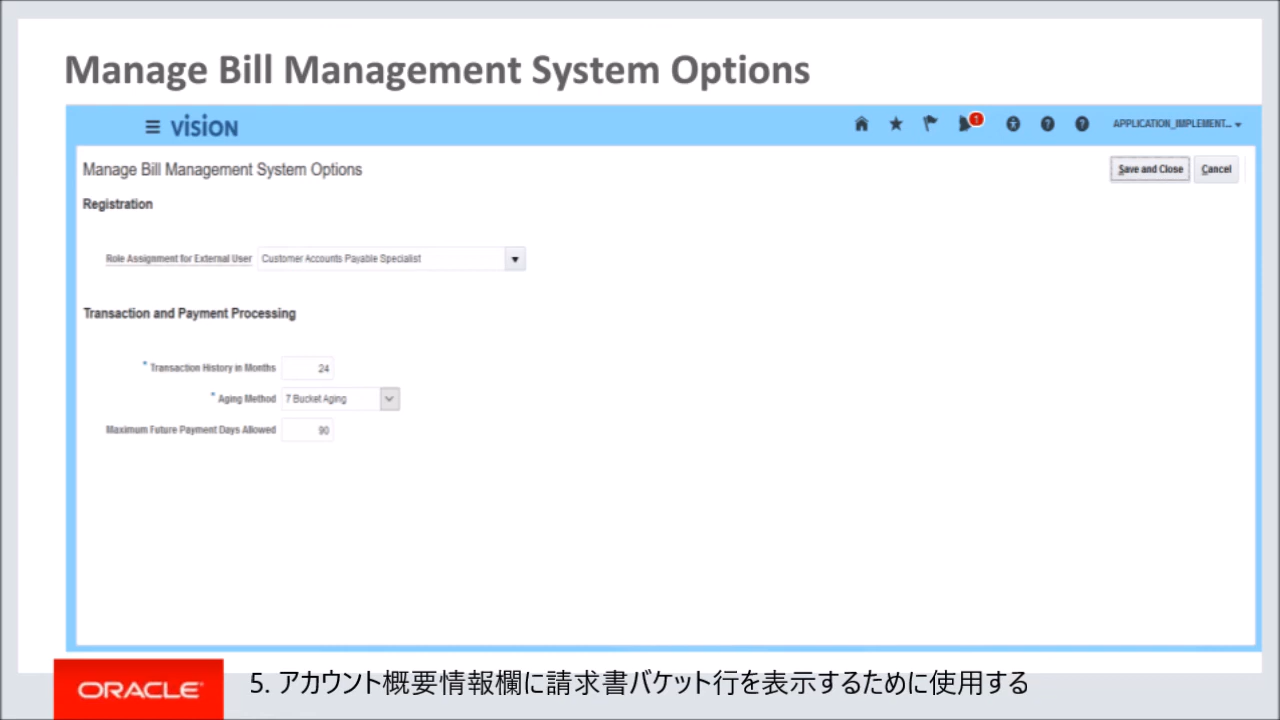 Manage Bill Management System Options
≡ vision
1
APPLICATION_IMPLEMENT...
Manage Bill Management System Options
Save and Close
Cancel
Registration
Role Assignment for External User
Customer Accounts Payable Specialist
Transaction and Payment Processing
* Transaction History in Months
24
* Aging Method
7 Bucket Aging
Maximum Future Payment Days Allowed
90
ORACLE
5. アカウント概要情報欄に請求書バケット行を表示するために使用する